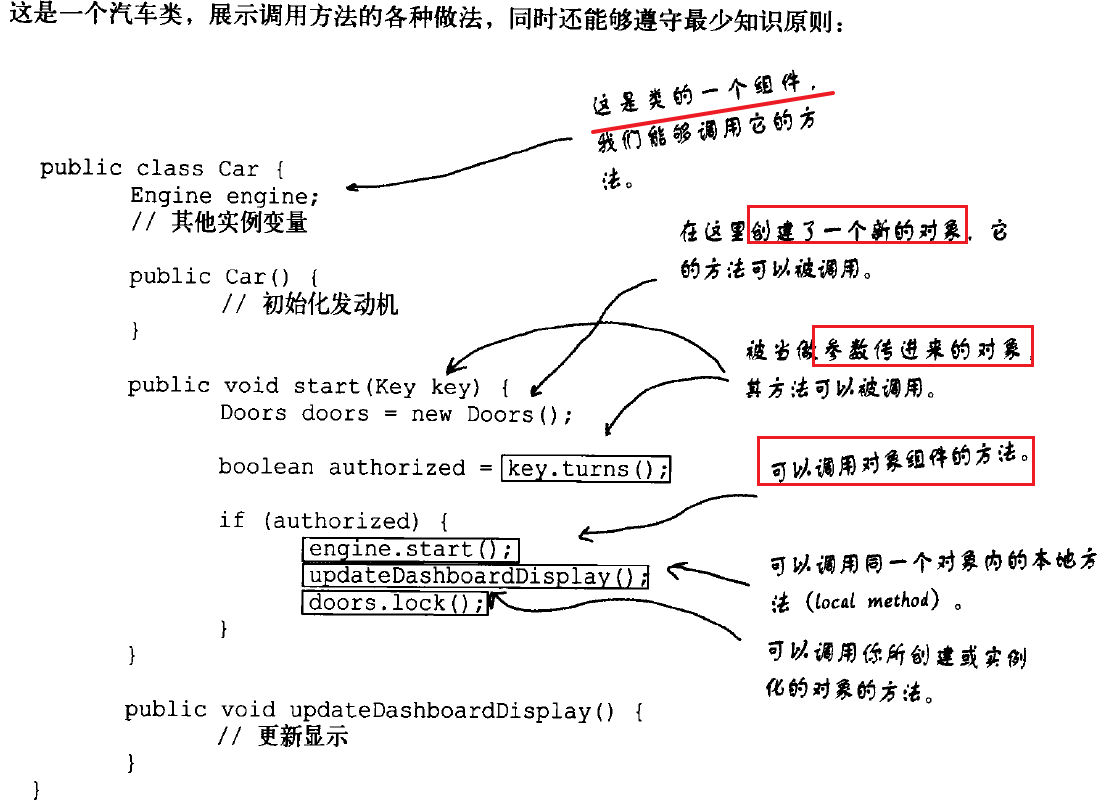 这是一个汽车类，展示调用方法的各种做法，同时还能够遵守最少知识原则：
这是类的一个组件，
我们能够调用它的方
法。
public class Car {
Engine engine;
// 其他实例变量
在这里创建了一个新的对象，它
的方法可以被调用。
public Car() {
// 初始化发动机
}
被当做参数传进来的对象，
其方法可以被调用。
public void start(Key key) {
Doors doors = new Doors();
boolean authorized = key.turns();
可以调用对象组件的方法。
if (authorized) {
engine.start();
updateDashboardDisplay();
doors.lock();
}
}
可以调用同一个对象内的本地方
法（local method）。
可以调用你所创建或实例
化的对象的方法。
public void updateDashboardDisplay() {
// 更新显示
}
}